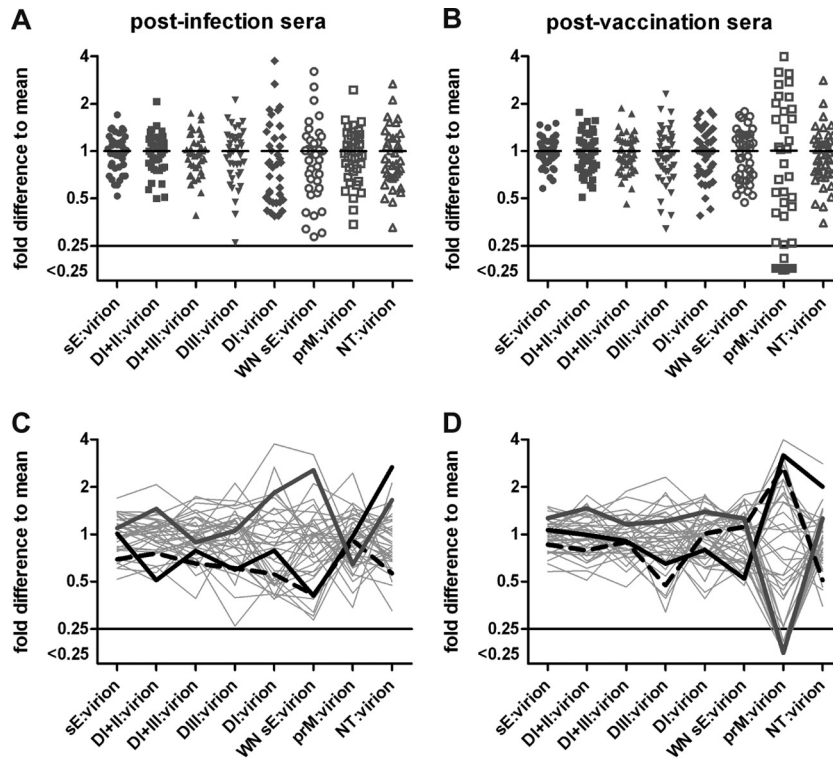 A
post-infection sera
fold difference to mean
4
2
1
0.5
0.25
<0.25
sE:virion
DI+II:virion
DI+III:virion
DIII:virion
DI:virion
WN sE:virion
prM:virion
NT:virion
B
post-vaccination sera
fold difference to mean
4
2
1
0.5
0.25
<0.25
sE:virion
DI+II:virion
DI+III:virion
DIII:virion
DI:virion
WN sE:virion
prM:virion
NT:virion
C
fold difference to mean
4
2
1
0.5
0.25
<0.25
sE:virion
DI+II:virion
DI+III:virion
DIII:virion
DI:virion
WN sE:virion
prM:virion
NT:virion
D
fold difference to mean
4
2
1
0.5
0.25
<0.25
sE:virion
DI+II:virion
DI+III:virion
DIII:virion
DI:virion
WN sE:virion
prM:virion
NT:virion